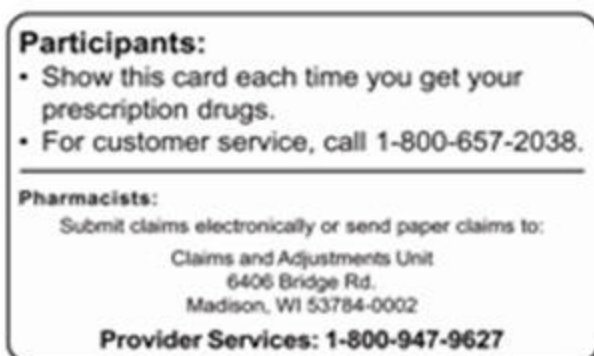 Participants:
• Show this card each time you get your
prescription drugs.
• For customer service, call 1-800-657-2038.
Pharmacists:
Submit claims electronically or send paper claims to:
Claims and Adjustments Unit
6406 Bridge Rd.
Madison, WI 53784-0002
Provider Services: 1-800-947-9627